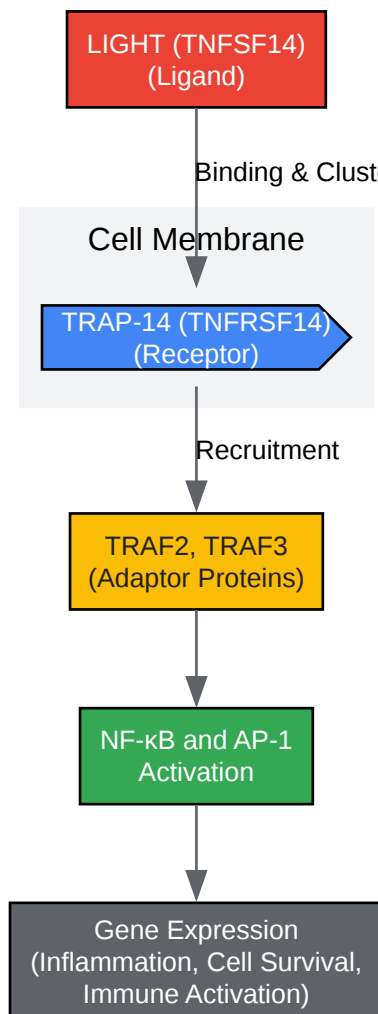 LIGHT (TNFSF14)
(Ligand)
Binding & Cluste
Cell Membrane
TRAP-14 (TNFRSF14)
(Receptor)
Recruitment
TRAF2, TRAF3
(Adaptor Proteins)
NF-κB and AP-1
Activation
Gene Expression
(Inflammation, Cell Survival,
Immune Activation)